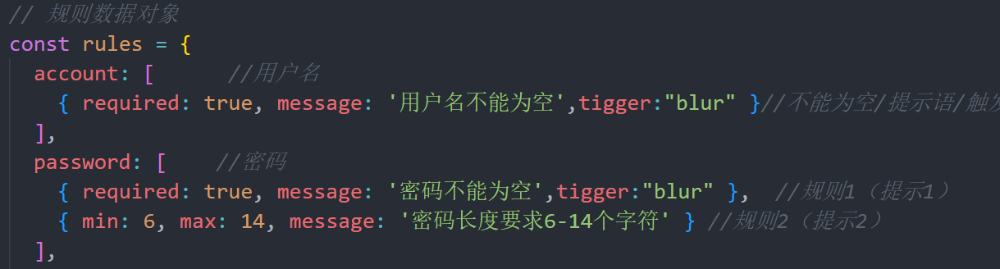 // 规则数据对象
const rules = {
account: [ //用户名
{ required: true, message: '用户名不能为空',tigger:"blur" }//不能为空/提示语/触发
],
password: [ //密码
{ required: true, message: '密码不能为空',tigger:"blur" }, //规则1（提示1）
{ min: 6, max: 14, message: '密码长度要求6-14个字符' } //规则2（提示2）
],